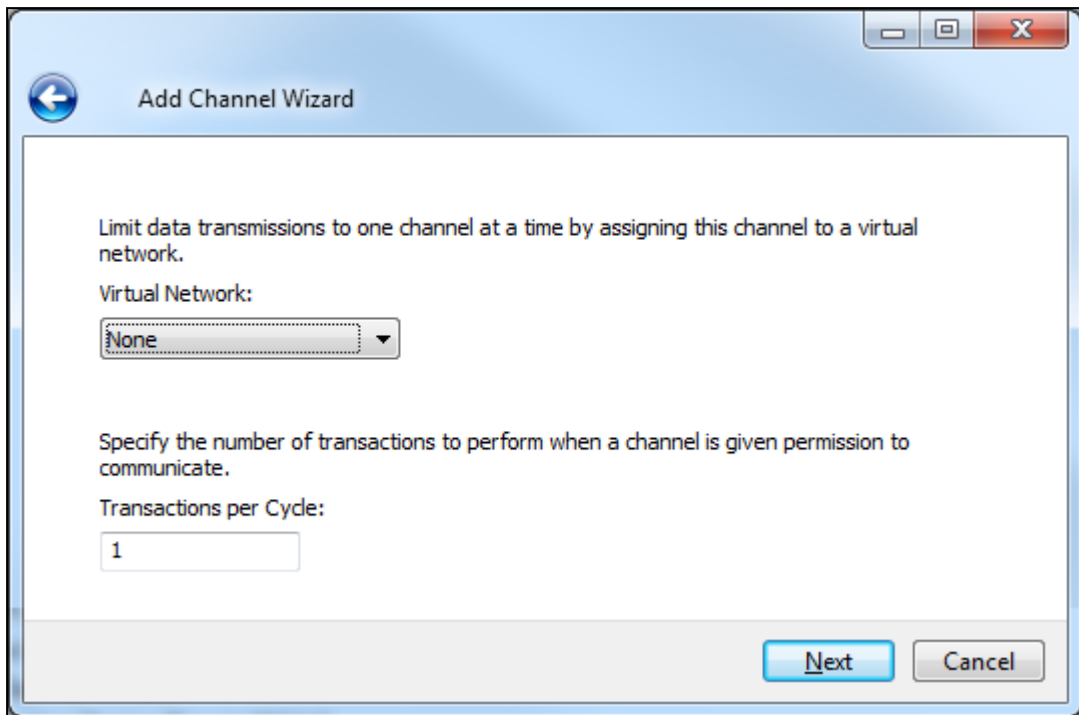 Add Channel Wizard
Limit data transmissions to one channel at a time by assigning this channel to a virtual
network.
Virtual Network:
None
Specify the number of transactions to perform when a channel is given permission to
communicate.
Transactions per Cycle:
1
Next
Cancel